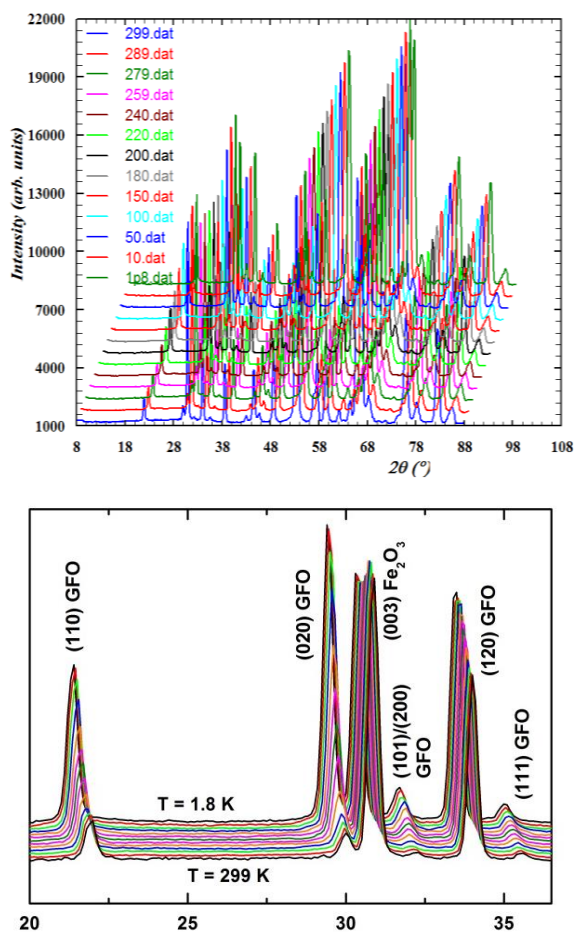 22000
19000
16000
13000
10000
7000
4000
1000
Intensity (arb. units)
299.dat
289.dat
279.dat
259.dat
240.dat
220.dat
200.dat
180.dat
150.dat
100.dat
50.dat
10.dat
1p8.dat
8 18 28 38 48 58 68 78 88 98 108
2θ (°)
(110) GFO
(020) GFO
(003) Fe2O3
(101)/(200)
GFO
(120) GFO
(111) GFO
T = 1.8 K
T = 299 K
20 25 30 35